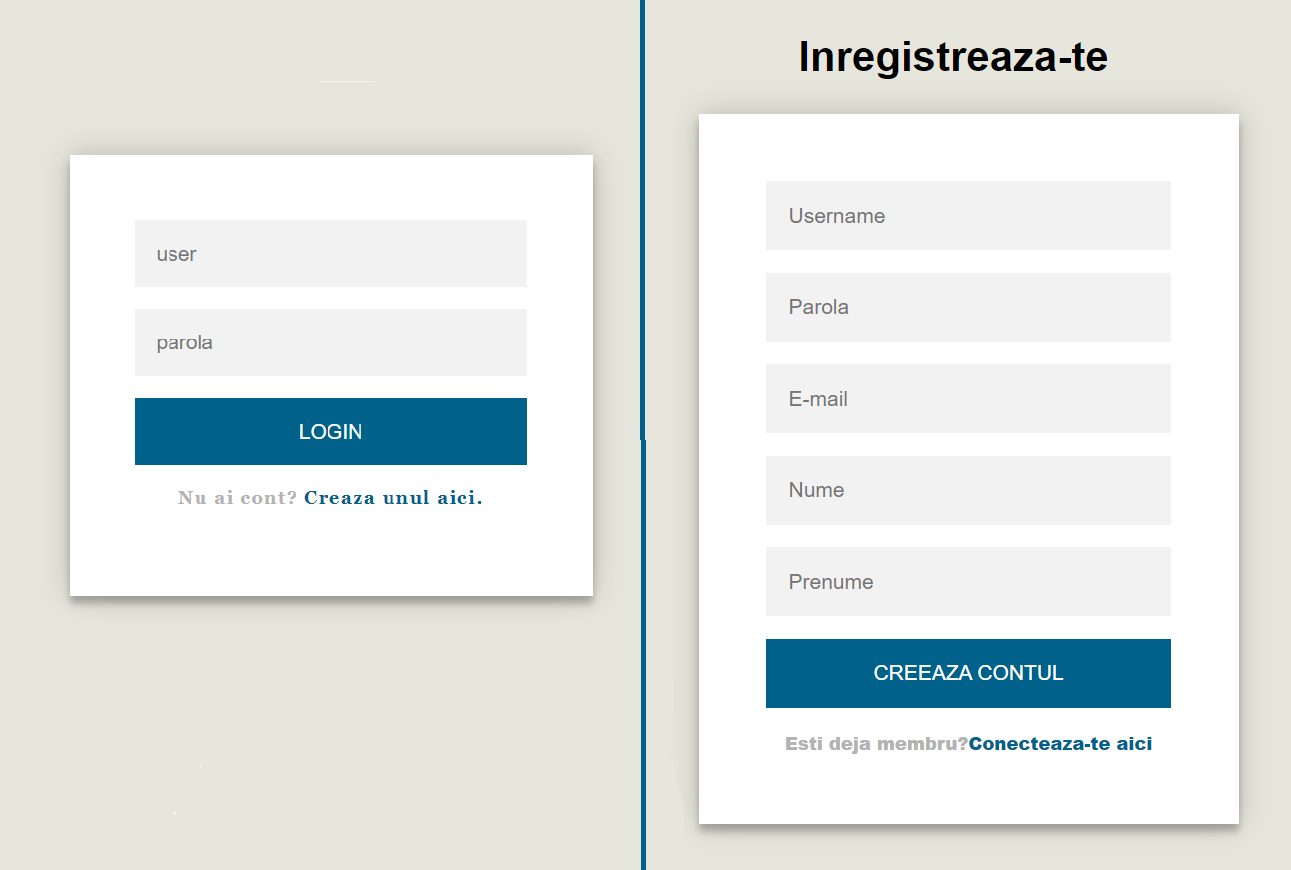 user
parola
LOGIN
Nu ai cont? Creaza unul aici.
Inregistreaza-te
Username
Parola
E-mail
Nume
Prenume
CREEAZA CONTUL
Esti deja membru?Conecteaza-te aici